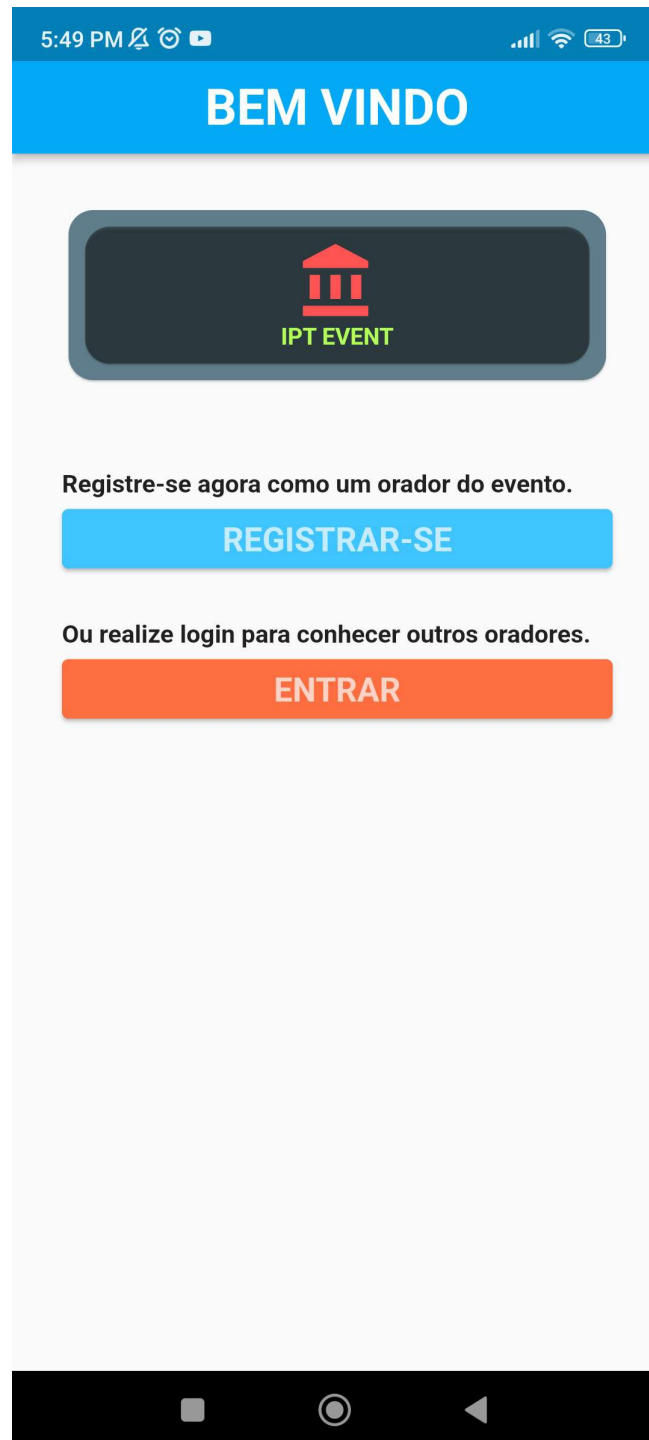 5:49 PM
43
BEM VINDO
IPT EVENT
Registre-se agora como um orador do evento.
REGISTRAR-SE
Ou realize login para conhecer outros oradores.
ENTRAR